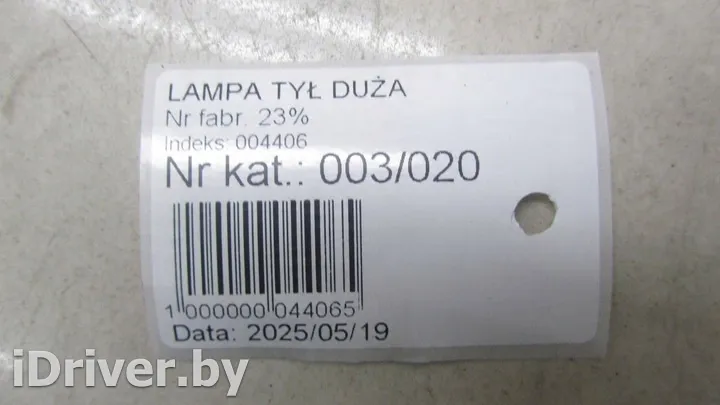 LAMPA TYŁ DUŻA
Nr fabr. 23%
Indeks: 004406
Nr kat.: 003/020
1 000000 044065
Data: 2025/05/19
iDriver.by